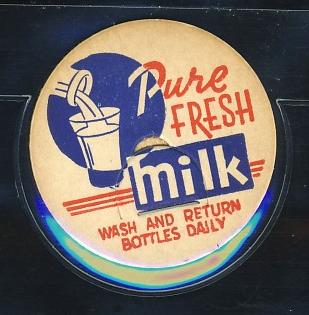 Pure
FRESH
milk
WASH AND RETURN
BOTTLES DAILY